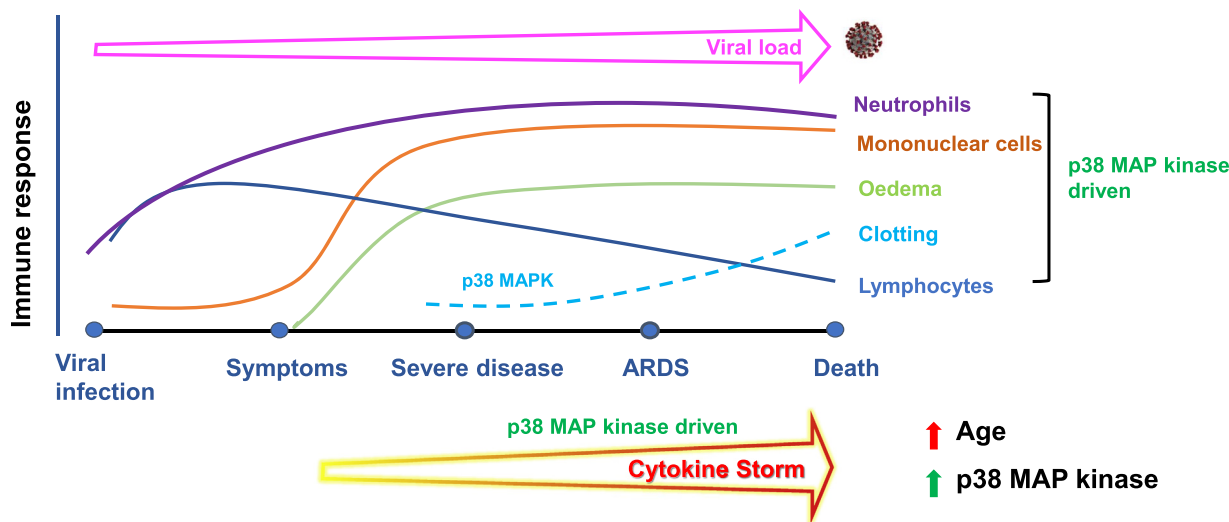 Immune response
Viral load
Neutrophils
Mononuclear cells
Oedema
Clotting
Lymphocytes
p38 MAP kinase
driven
p38 MAPK
Viral
infection
Symptoms
Severe disease
ARDS
Death
p38 MAP kinase driven
Cytokine Storm
Age
p38 MAP kinase